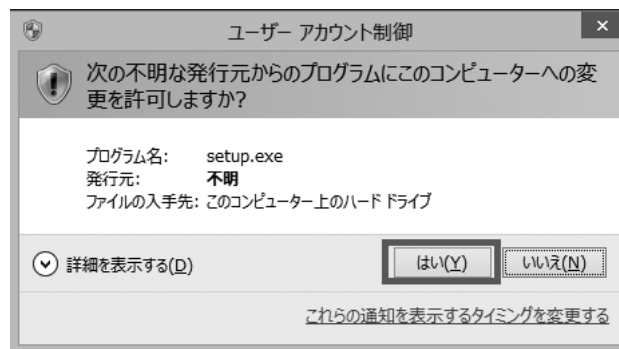 ユーザー アカウント制御
次の不明な発行元からのプログラムにこのコンピューターへの変
更を許可しますか?
プログラム名: setup.exe
発行元: 不明
ファイルの入手先: このコンピューター上のハード ドライブ
詳細を表示する(D)
はい(Y) いいえ(N)
これらの通知を表示するタイミングを変更する